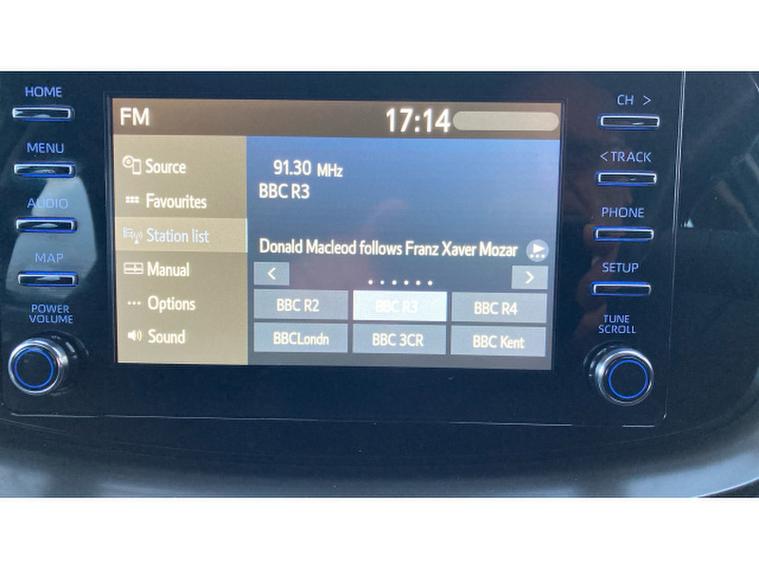 HOME
MENU
AUDIO
MAP
POWER
VOLUME
FM
17:14
Source
Favourites
Station list
Manual
Options
Sound
91.30 MHz
BBC R3
Donald Macleod follows Franz Xaver Mozar
< >
BBC R2 BBC R3 BBC R4
BBCLondn BBC 3CR BBC Kent
CH >
< TRACK
PHONE
SETUP
TUNE
SCROLL